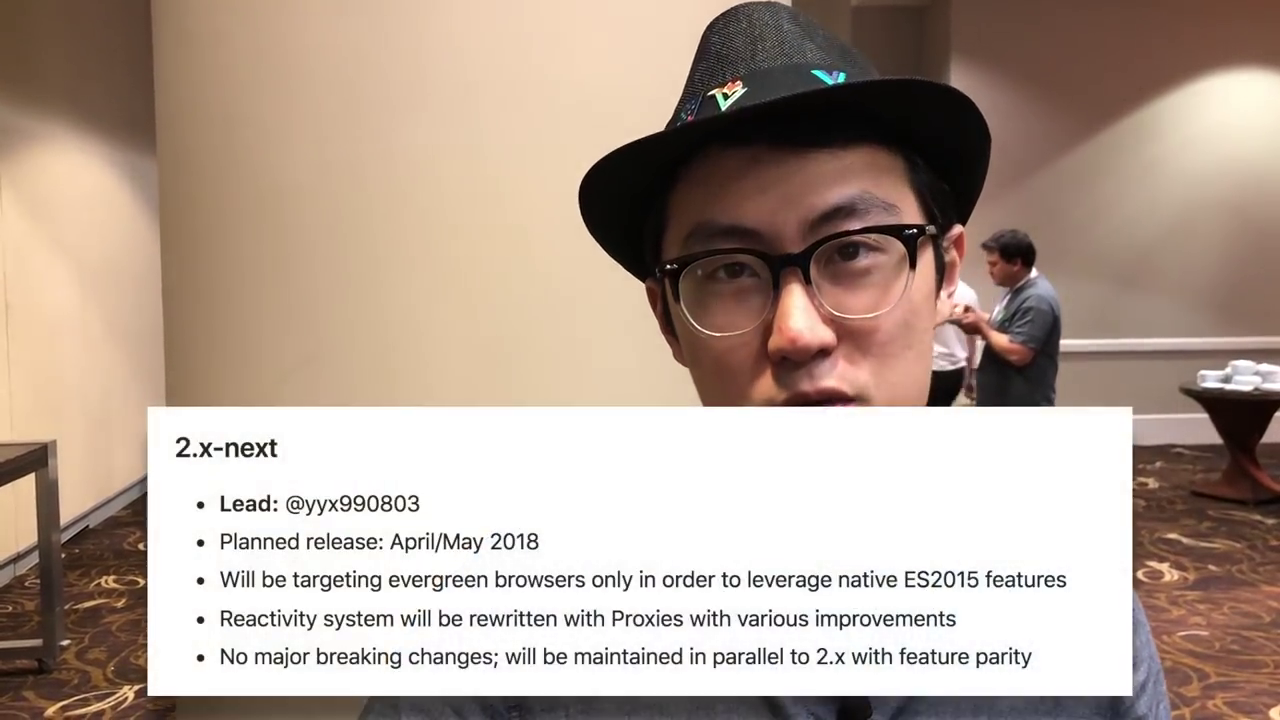 2.x-next
Lead: @yyx990803
Planned release: April/May 2018
Will be targeting evergreen browsers only in order to leverage native ES2015 features
Reactivity system will be rewritten with Proxies with various improvements
No major breaking changes; will be maintained in parallel to 2.x with feature parity